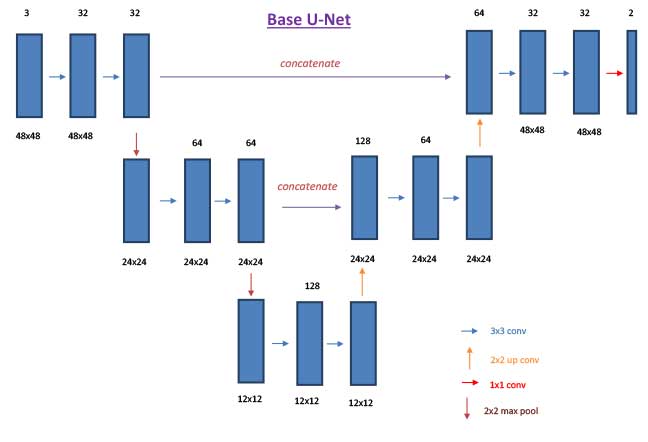 Base U-Net
3
32
32
64
32
32
2
concatenate
48x48
48x48
48x48
48x48
64
64
128
64
concatenate
24x24
24x24
24x24
24x24
24x24
24x24
128
12x12
12x12
12x12
3x3 conv
2x2 up conv
1x1 conv
2x2 max pool